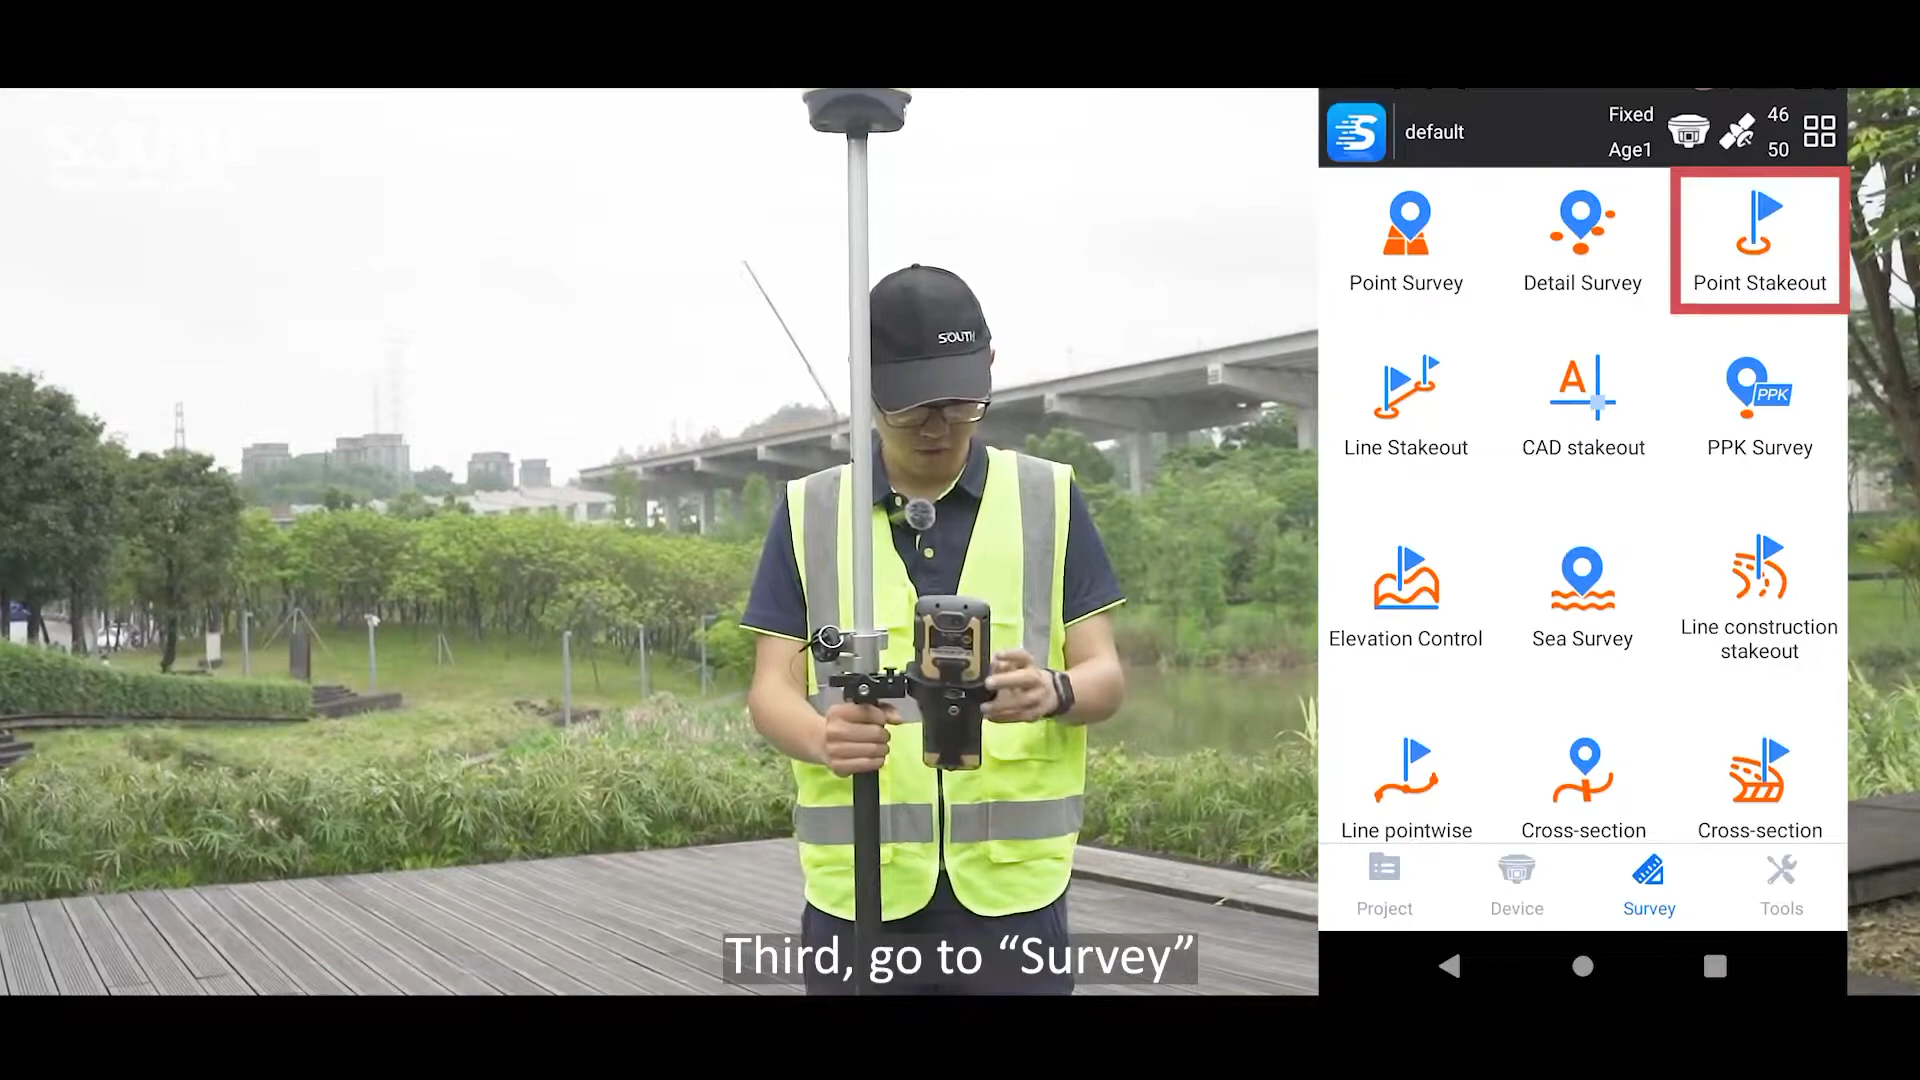 SOUTH
SOUTH
default
Fixed
Age1
46
50
Point Survey
Detail Survey
Point Stakeout
Line Stakeout
A
CAD stakeout
PPK
PPK Survey
Elevation Control
Sea Survey
Line construction
stakeout
Line pointwise
Cross-section
Cross-section
Project
Device
Survey
Tools
Third, go to “Survey”